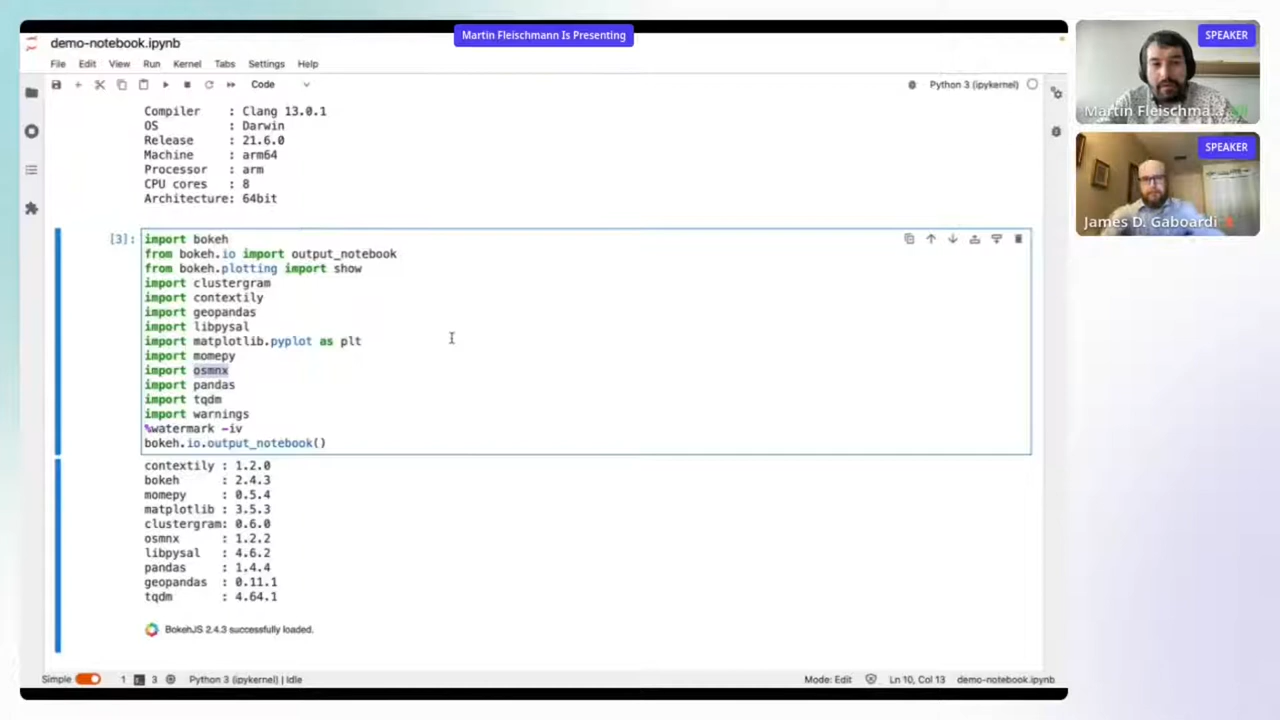 demo-notebook.ipynb
Martin Fleischmann Is Presenting
File Edit View Run Kernel Tabs Settings Help
Code
Python 3 (ipykernel)
Compiler : Clang 13.0.1
OS : Darwin
Release : 21.6.0
Machine : arm64
Processor : arm
CPU cores : 8
Architecture: 64bit
[3]:
import bokeh
from bokeh.io import output_notebook
from bokeh.plotting import show
import clustergram
import contextily
import geopandas
import libpysal
import matplotlib.pyplot as plt
import momepy
import osmnx
import pandas
import tqdm
import warnings
%watermark -iv
bokeh.io.output_notebook()
contextily : 1.2.0
bokeh : 2.4.3
momepy : 0.5.4
matplotlib : 3.5.3
clustergram: 0.6.0
osmnx : 1.2.2
libpysal : 4.6.2
pandas : 1.4.4
geopandas : 0.11.1
tqdm : 4.64.1
BokehJS 2.4.3 successfully loaded.
Simple 1 3 Python 3 (ipykernel) | Idle
Mode: Edit Ln 10, Col 13 demo-notebook.ipynb
SPEAKER
Martin Fleischma...
SPEAKER
James D. Gaboardi